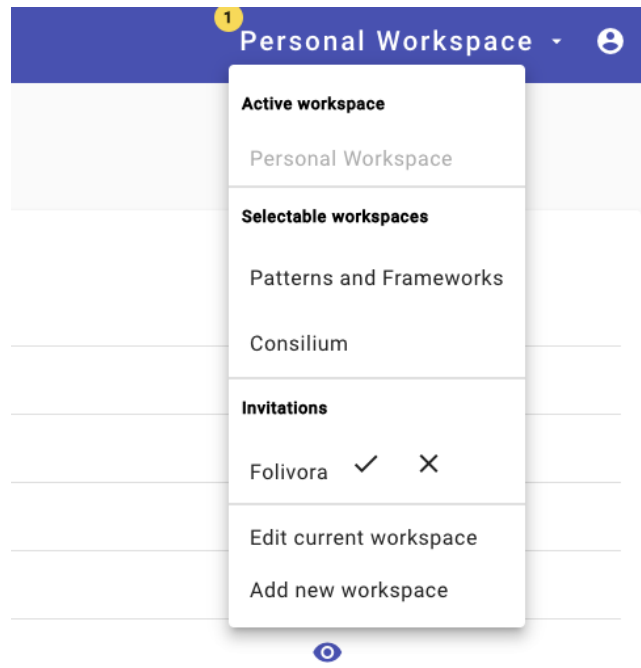 1
Personal Workspace
Active workspace
Personal Workspace
Selectable workspaces
Patterns and Frameworks
Consilium
Invitations
Folivora
Edit current workspace
Add new workspace